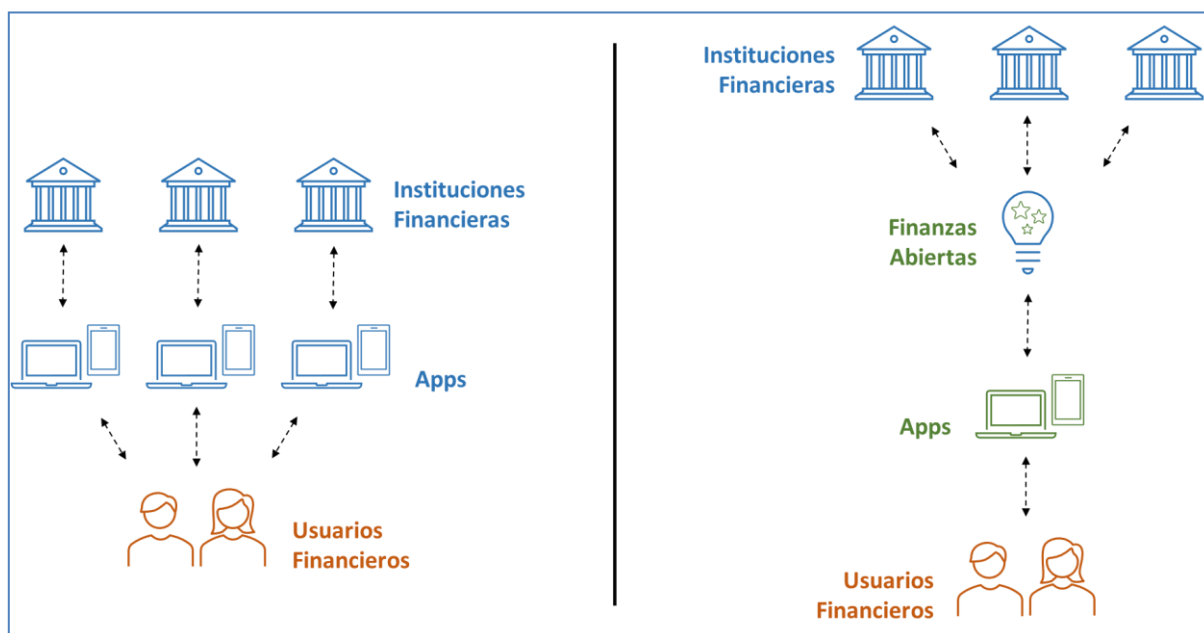 Instituciones
Financieras
Apps
Usuarios
Financieros
Instituciones
Financieras
Finanzas
Abiertas
Apps
Usuarios
Financieros